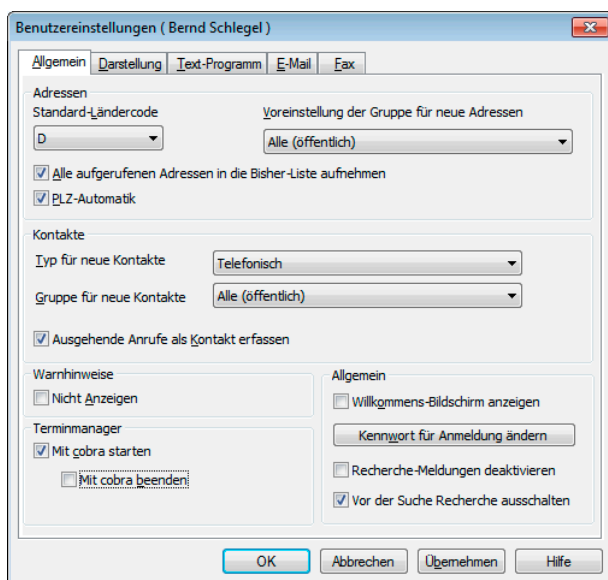 Benutzereinstellungen ( Bernd Schlegel )
Allgemein Darstellung Text-Programm E-Mail Fax
Adressen
Standard-Ländercode Voreinstellung der Gruppe für neue Adressen
D Alle (öffentlich)
Alle aufgerufenen Adressen in die Bisher-Liste aufnehmen
PLZ-Automatik
Kontakte
Typ für neue Kontakte Telefonisch
Gruppe für neue Kontakte Alle (öffentlich)
Ausgehende Anrufe als Kontakt erfassen
Warnhinweise
Nicht Anzeigen
Terminmanager
Mit cobra starten
Mit cobra beenden
Allgemein
Willkommens-Bildschirm anzeigen
Kennwort für Anmeldung ändern
Recherche-Meldungen deaktivieren
Vor der Suche Recherche ausschalten
OK Abbrechen Übernehmen Hilfe